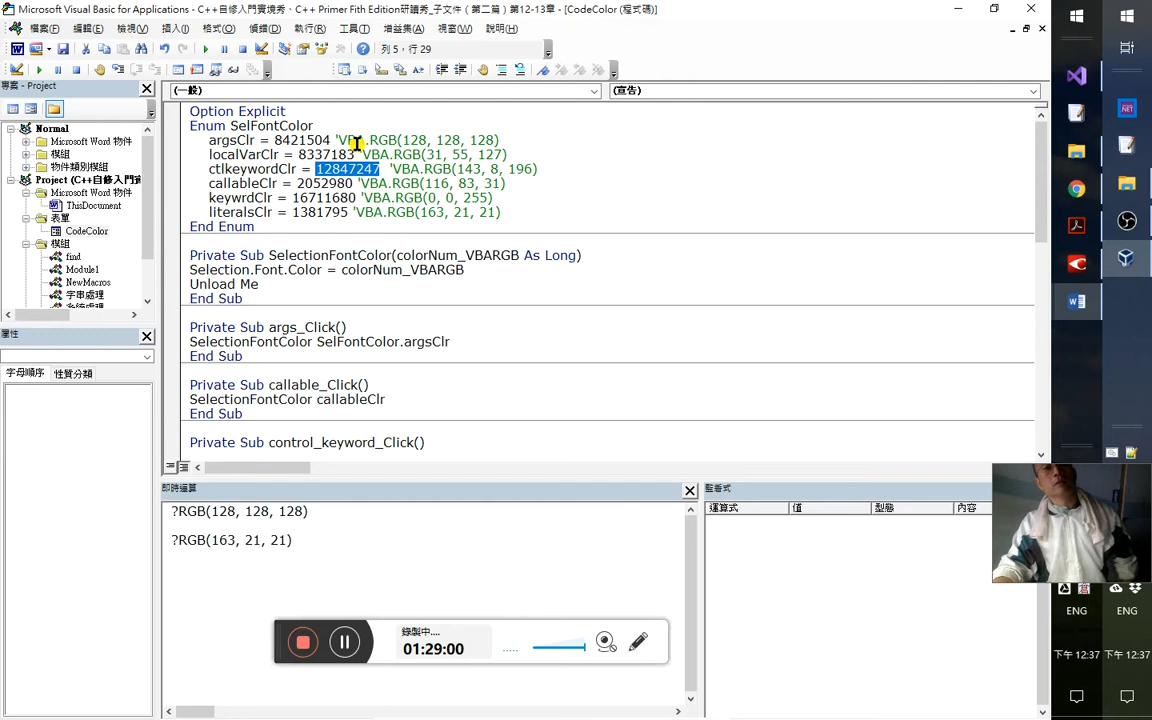 Microsoft Visual Basic for Applications - C++自修入門實境秀、C++ Primer Fith Edition研讀秀_子文件（第二篇）第12-13章 - [CodeColor (程式碼)]
檔案(F) 編輯(E) 檢視(V) 插入(I) 格式(O) 偵錯(D) 執行(R) 工具(T) 增益集(A) 視窗(W) 說明(H)
列 5，行 29
專案 - Project
Normal
Microsoft Word 物件
模組
物件類別模組
Project (C++自修入門實
Microsoft Word 物件
ThisDocument
表單
CodeColor
模組
find
Module1
NewMacros
字串處理
屬性
字母順序 性質分類
(一般) (宣告)
Option Explicit
Enum SelFontColor
argsClr = 8421504 'VBA.RGB(128, 128, 128)
localVarClr = 8337183 'VBA.RGB(31, 55, 127)
ctlkeywordClr = 12847247 'VBA.RGB(143, 8, 196)
callableClr = 2052980 'VBA.RGB(116, 83, 31)
keywrdClr = 16711680 'VBA.RGB(0, 0, 255)
literalsClr = 1381795 'VBA.RGB(163, 21, 21)
End Enum
Private Sub SelectionFontColor(colorNum_VBARGB As Long)
Selection.Font.Color = colorNum_VBARGB
Unload Me
End Sub
Private Sub args_Click()
SelectionFontColor SelFontColor.argsClr
End Sub
Private Sub callable_Click()
SelectionFontColor callableClr
End Sub
Private Sub control_keyword_Click()
即時運算
?RGB(128, 128, 128)
?RGB(163, 21, 21)
監看式
運算式 值 型態 內容
錄製中....
01:29:00
ENG ENG
下午 12:37 下午 12:37